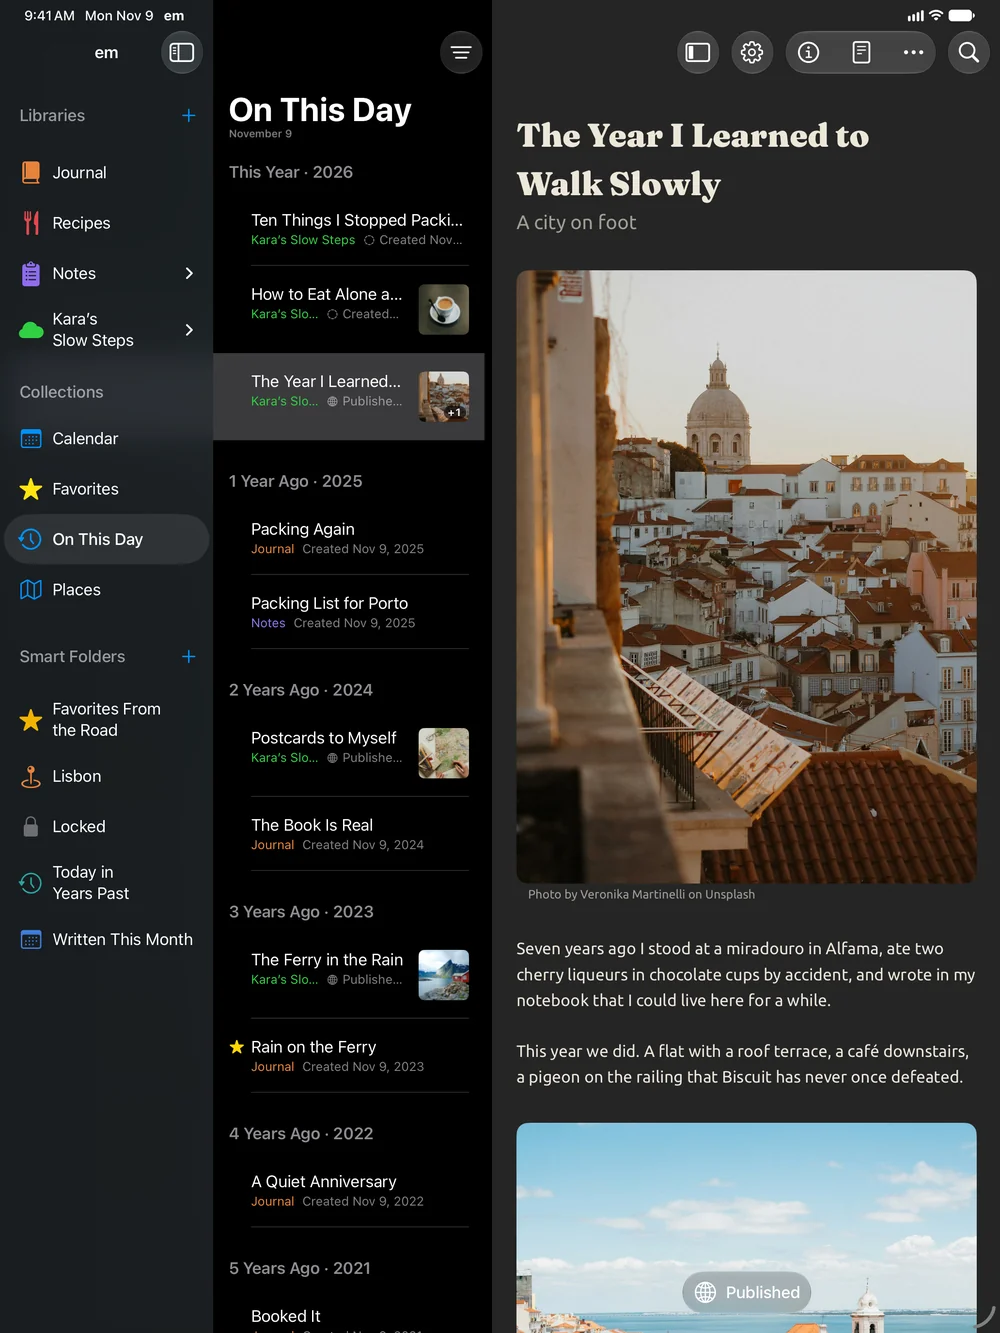 9:41 AM Mon Nov 9 em
em
Libraries
Journal
Recipes
Notes
Kara's
Slow Steps
Collections
Calendar
Favorites
On This Day
Places
Smart Folders
Favorites From
the Road
Lisbon
Locked
Today in
Years Past
Written This Month
On This Day
November 9
This Year · 2026
Ten Things I Stopped Packi...
Kara's Slow Steps Created Nov...
How to Eat Alone a...
Kara's Slo... Created...
The Year I Learned...
Kara's Slo... Publishe...
+1
1 Year Ago · 2025
Packing Again
Journal Created Nov 9, 2025
Packing List for Porto
Notes Created Nov 9, 2025
2 Years Ago · 2024
Postcards to Myself
Kara's Slo... Publishe...
The Book Is Real
Journal Created Nov 9, 2024
3 Years Ago · 2023
The Ferry in the Rain
Kara's Slo... Publishe...
Rain on the Ferry
Journal Created Nov 9, 2023
4 Years Ago · 2022
A Quiet Anniversary
Journal Created Nov 9, 2022
5 Years Ago · 2021
Booked It
The Year I Learned to
Walk Slowly
A city on foot
Photo by Veronika Martinelli on Unsplash
Seven years ago I stood at a miradouro in Alfama, ate two
cherry liqueurs in chocolate cups by accident, and wrote in my
notebook that I could live here for a while.
This year we did. A flat with a roof terrace, a café downstairs,
a pigeon on the railing that Biscuit has never once defeated.
Published